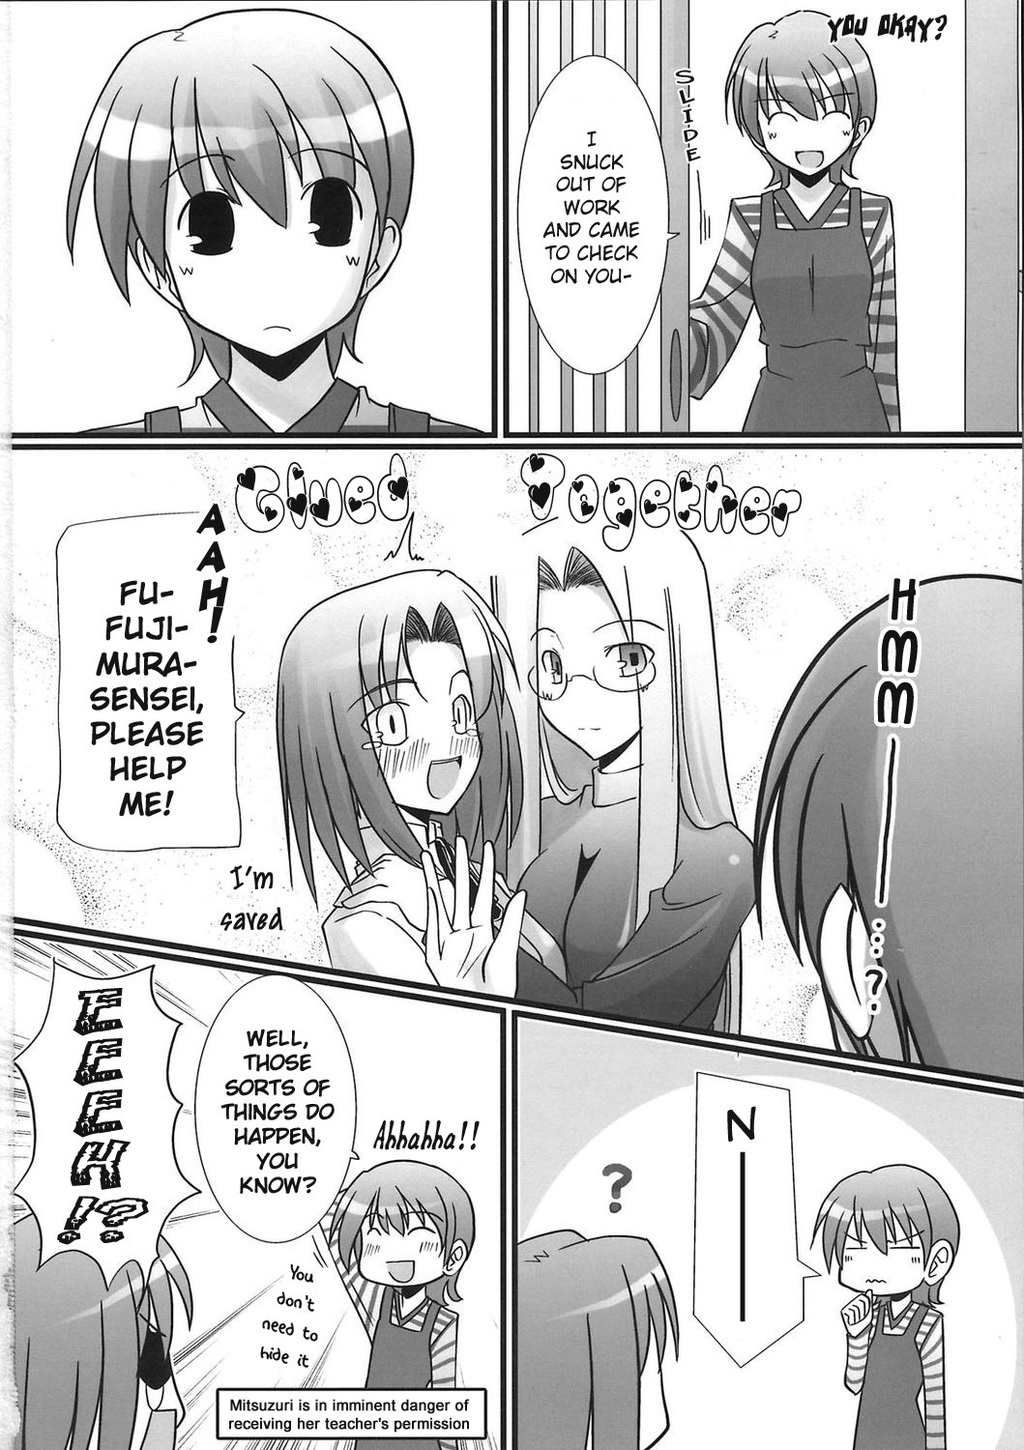 YOU OKAY?
SLIDE
I
SNUCK
OUT OF
WORK
AND CAME
TO CHECK
ON YOU-
Glued Together
HMM—...?
AAH!
FU-
FUJI-
MURA-
SENSEI,
PLEASE
HELP
ME!
I'm
saved
N—
?
WELL,
THOSE
SORTS OF
THINGS DO
HAPPEN,
YOU
KNOW?
Ahhahha!!
You
don't
need to
hide it
EEEEH!?
Mitsuzuri is in imminent danger of
receiving her teacher's permission